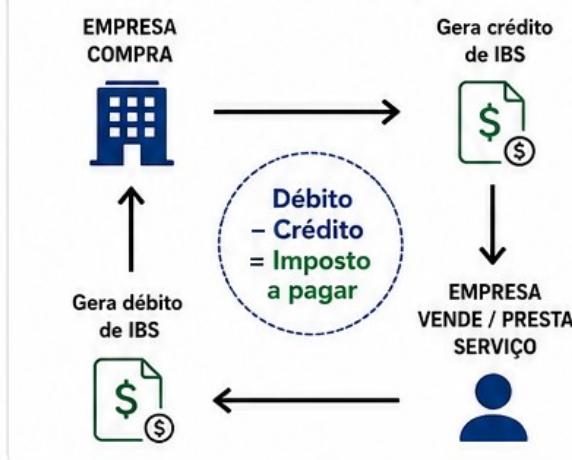 EMPRESA
COMPRA
Gera crédito
de IBS
$
$
Débito
– Crédito
= Imposto
a pagar
EMPRESA
VENDE / PRESTA
SERVIÇO
Gera débito
de IBS
$
$